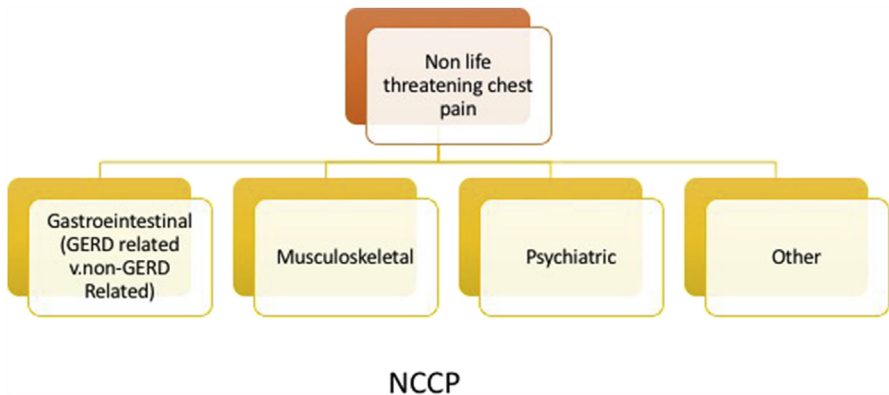 Non life
threatening chest
pain
Gastroeintestinal
(GERD related
v.non-GERD
Related)
Musculoskeletal
Psychiatric
Other
NCCP